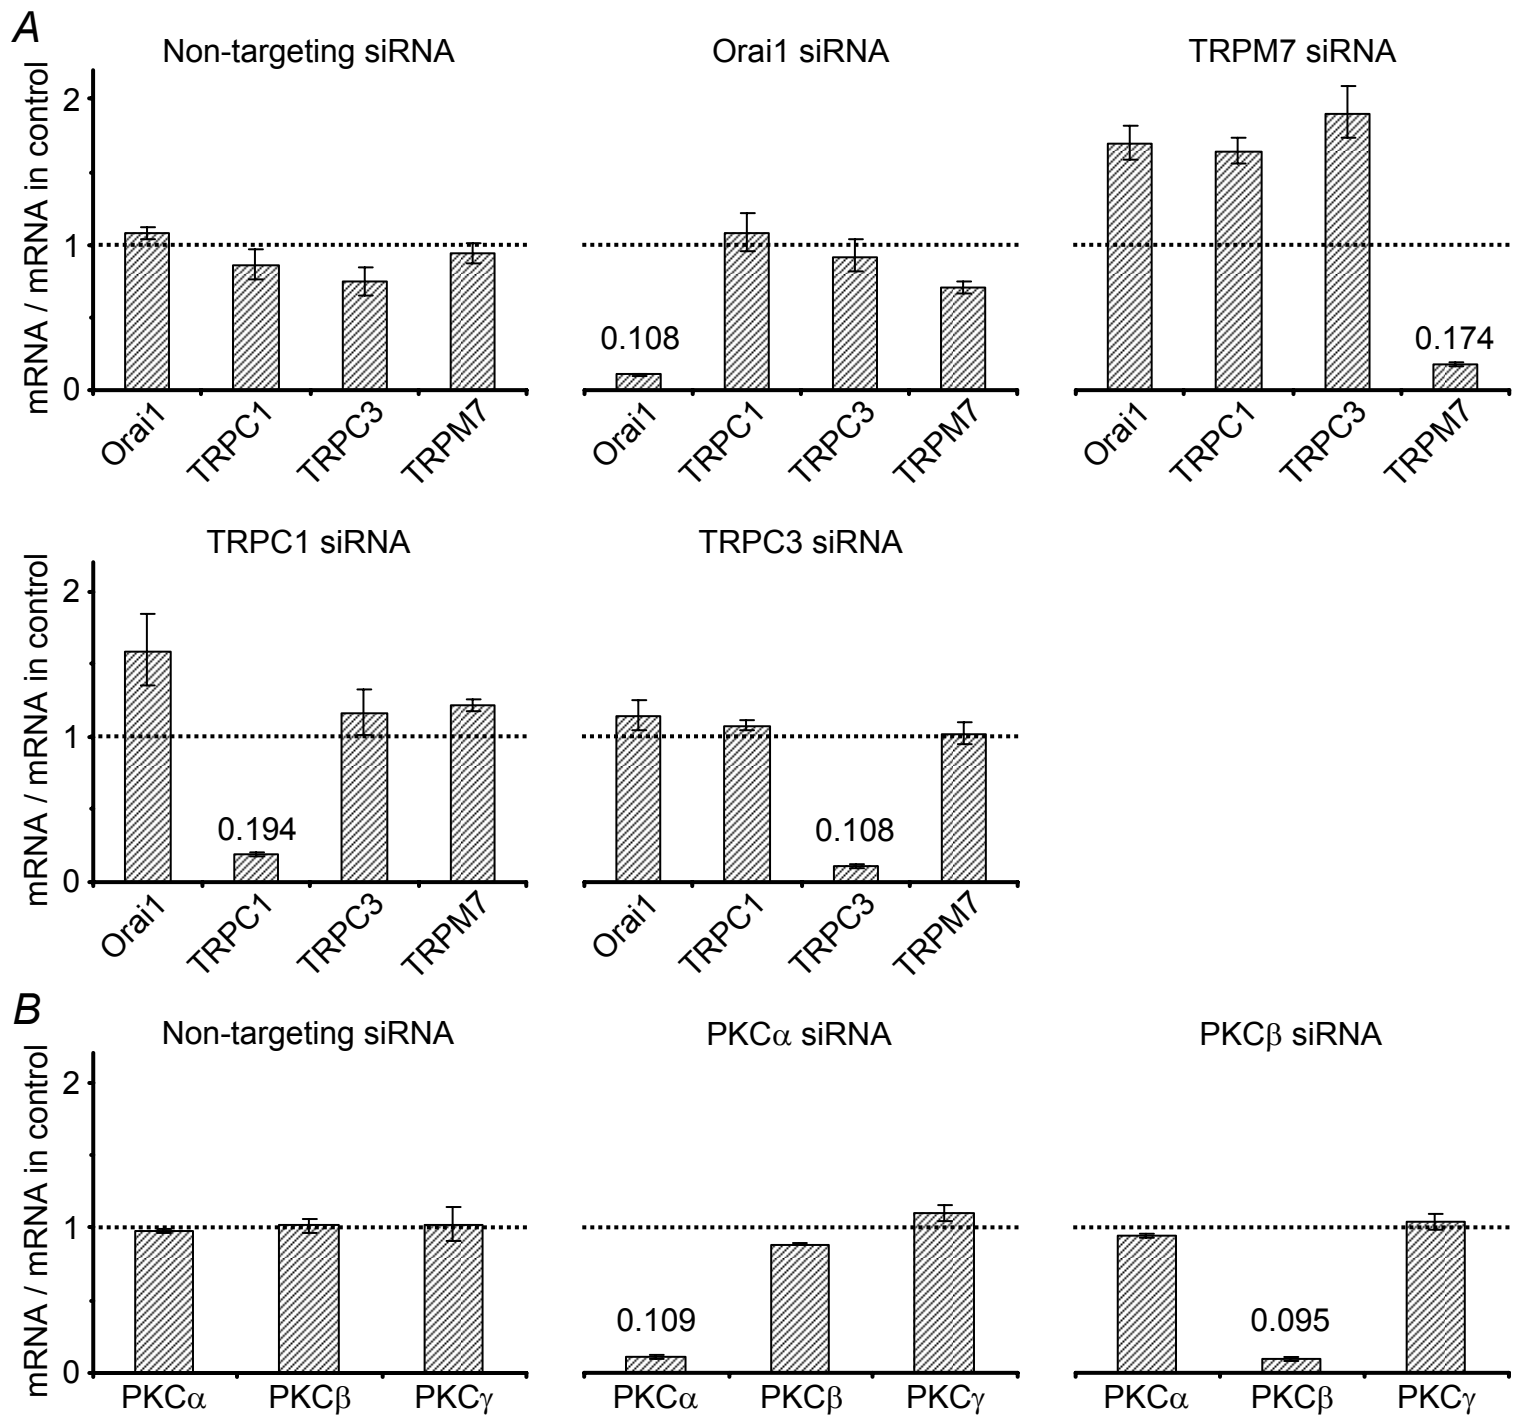 A
Non-targeting siRNA
Orai1 siRNA
TRPM7 siRNA
mRNA / mRNA in control
2
1
0
0.108
0.174
Orai1
TRPC1
TRPC3
TRPM7
Orai1
TRPC1
TRPC3
TRPM7
Orai1
TRPC1
TRPC3
TRPM7
TRPC1 siRNA
TRPC3 siRNA
mRNA / mRNA in control
2
1
0
0.194
0.108
Orai1
TRPC1
TRPC3
TRPM7
Orai1
TRPC1
TRPC3
TRPM7
B
Non-targeting siRNA
PKCα siRNA
PKCβ siRNA
mRNA / mRNA in control
2
1
0
0.109
0.095
PKCα
PKCβ
PKCγ
PKCα
PKCβ
PKCγ
PKCα
PKCβ
PKCγ